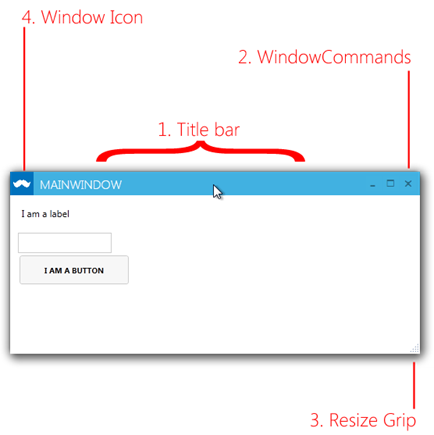 4. Window Icon
2. WindowCommands
1. Title bar
MAINWINDOW
I am a label
I AM A BUTTON
3. Resize Grip